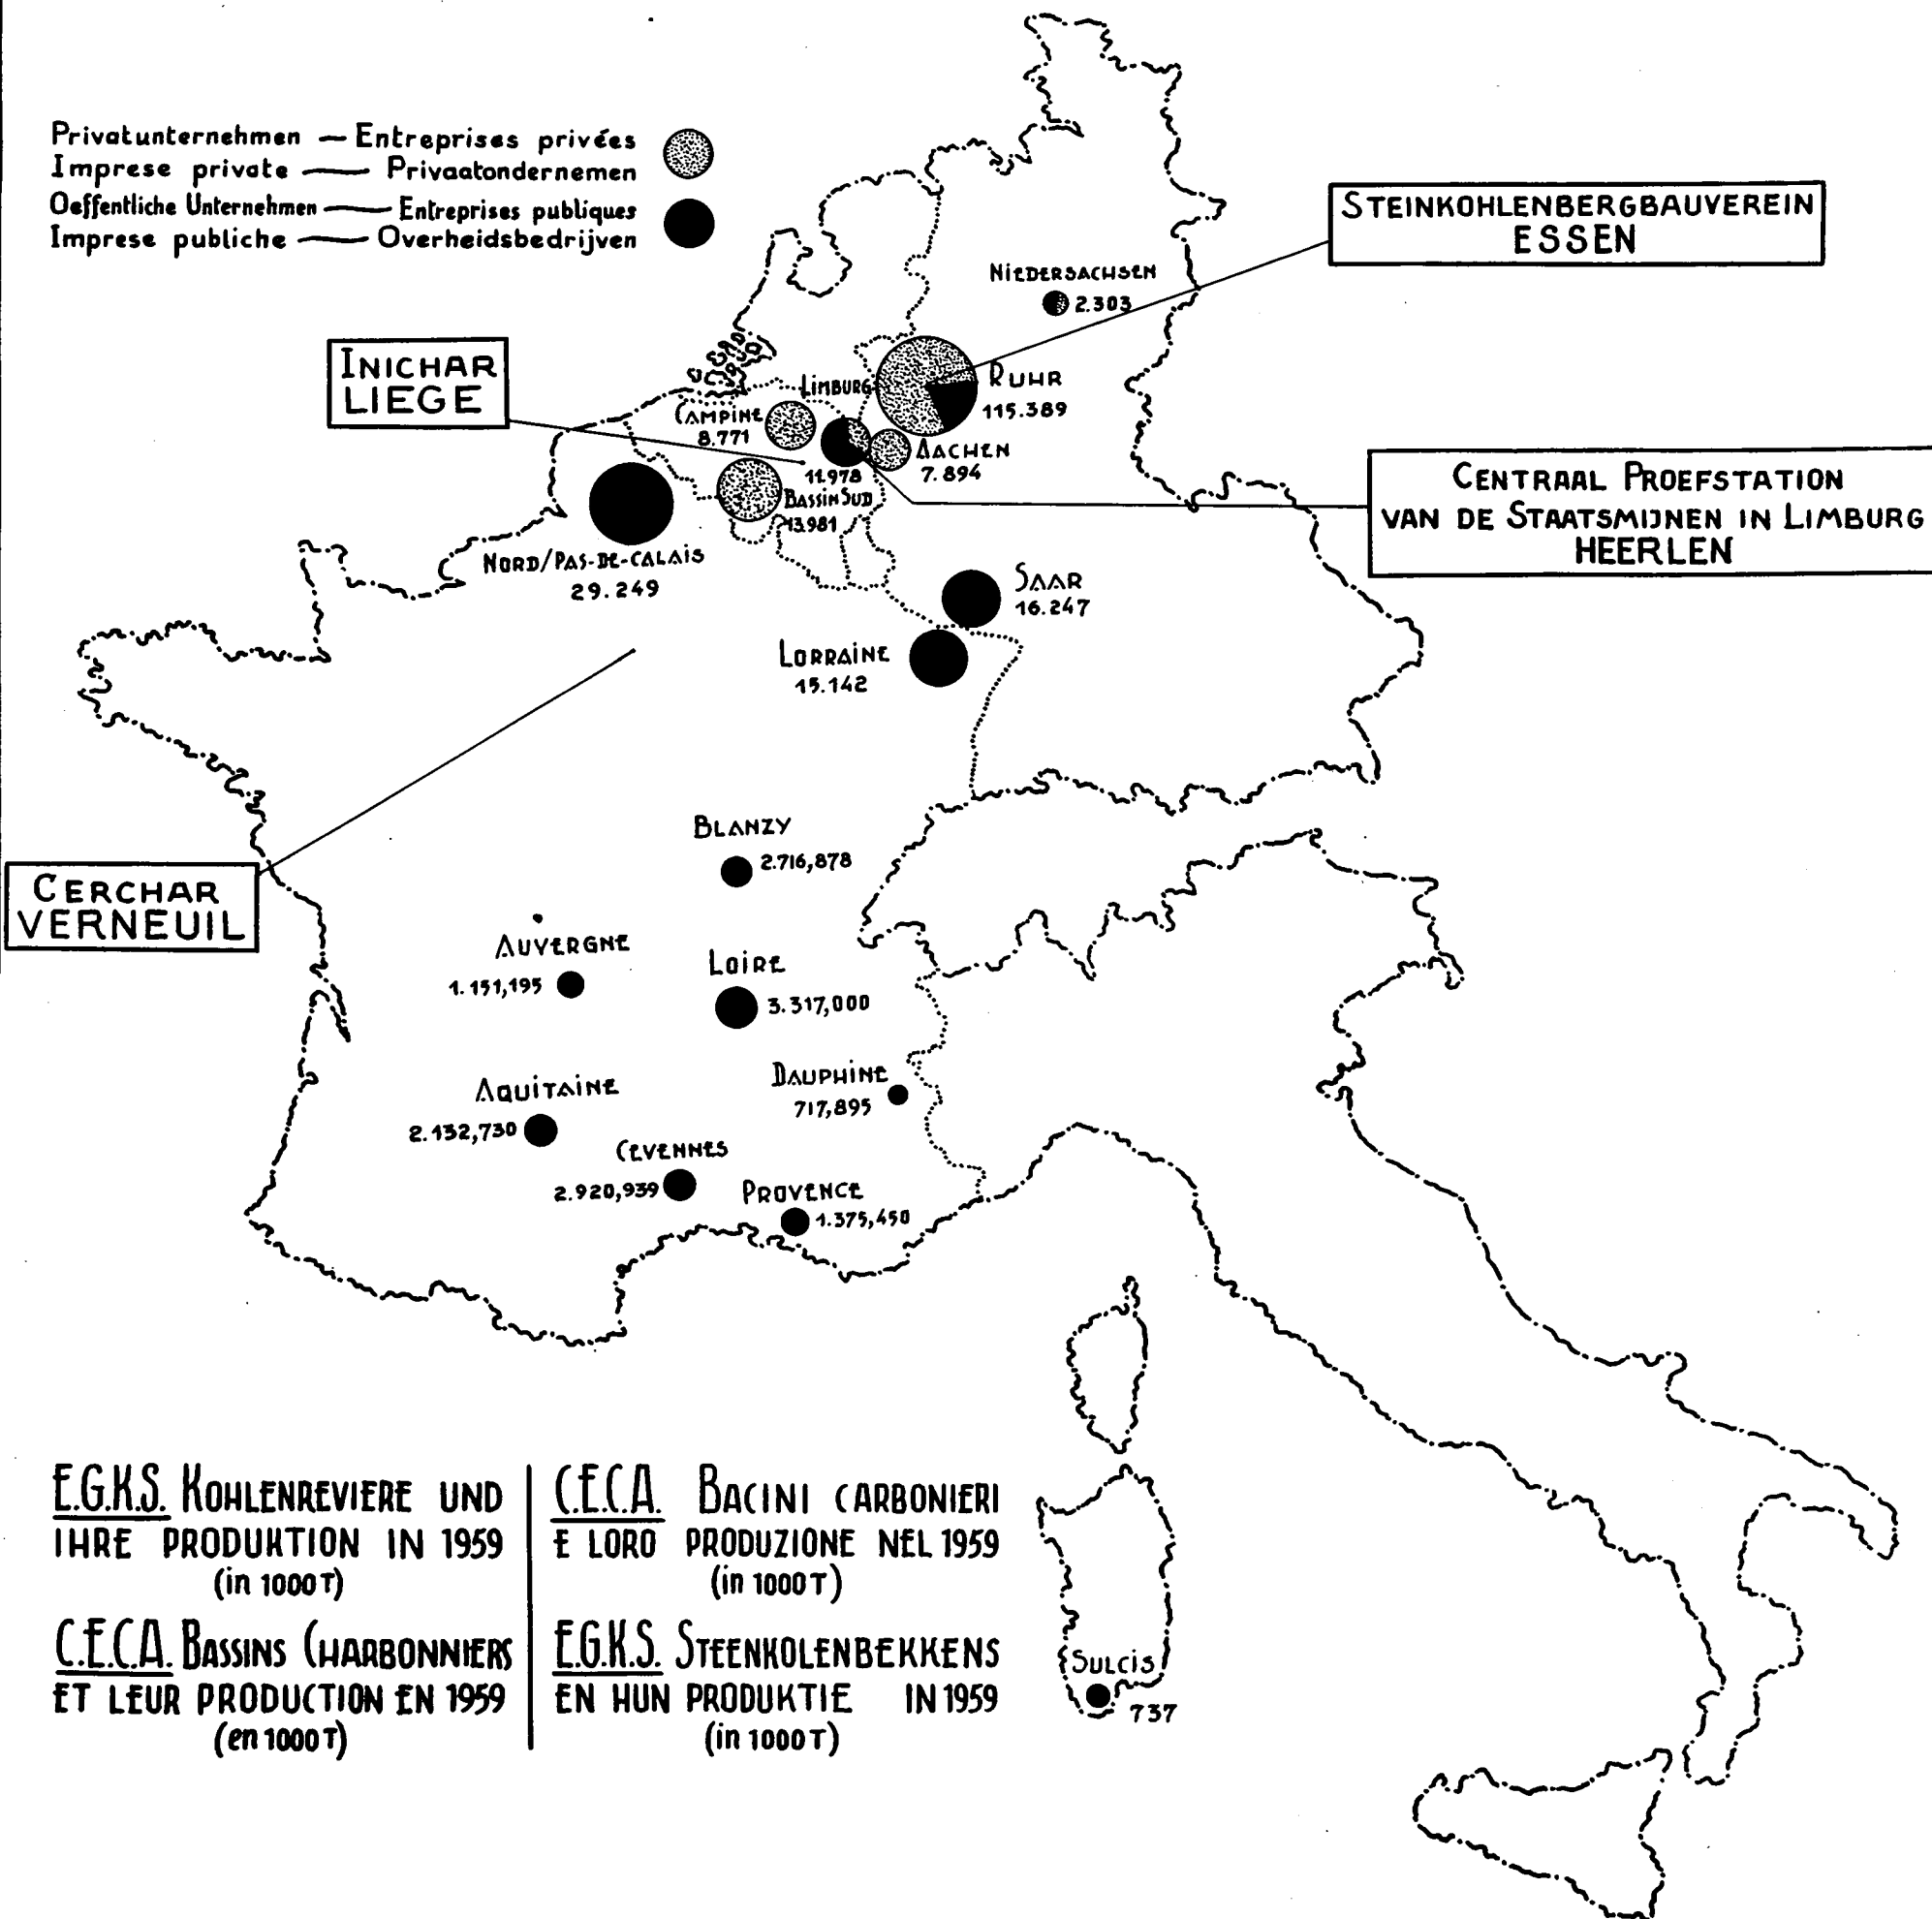 Privatunternehmen — Entreprises privées
Imprese private — Privaatondernemen
Oeffentliche Unternehmen — Entreprises publiques
Imprese publiche — Overheidsbedrijven
STEINKOHLENBERGBAUVEREIN
ESSEN
NIEDERSACHSEN
2.303
INICHAR
LIEGE
LIMBURG
RUHR
115.389
CAMPINE
8.771
AACHEN
7.894
11.978
BASSIN SUD
13.981
CENTRAAL PROEFSTATION
VAN DE STAATSMIJNEN IN LIMBURG
HEERLEN
NORD/PAS-DE-CALAIS
29.249
SAAR
16.247
LORRAINE
15.142
BLANZY
2.716,878
CERCHAR
VERNEUIL
AUVERGNE
1.151,195
LOIRE
3.317,000
DAUPHINE
717,895
AQUITAINE
2.132,730
CEVENNES
2.920,939
PROVENCE
1.375,450
E.G.K.S. KOHLENREVIERE UND
IHRE PRODUKTION IN 1959
(in 1000 T)
C.E.C.A. BASSINS CHARBONNIERS
ET LEUR PRODUCTION EN 1959
(en 1000 T)
C.E.C.A. BACINI CARBONIERI
E LORO PRODUZIONE NEL 1959
(in 1000 T)
E.G.K.S. STEENKOLENBEKKENS
EN HUN PRODUKTIE IN 1959
(in 1000 T)
SULCIS
737